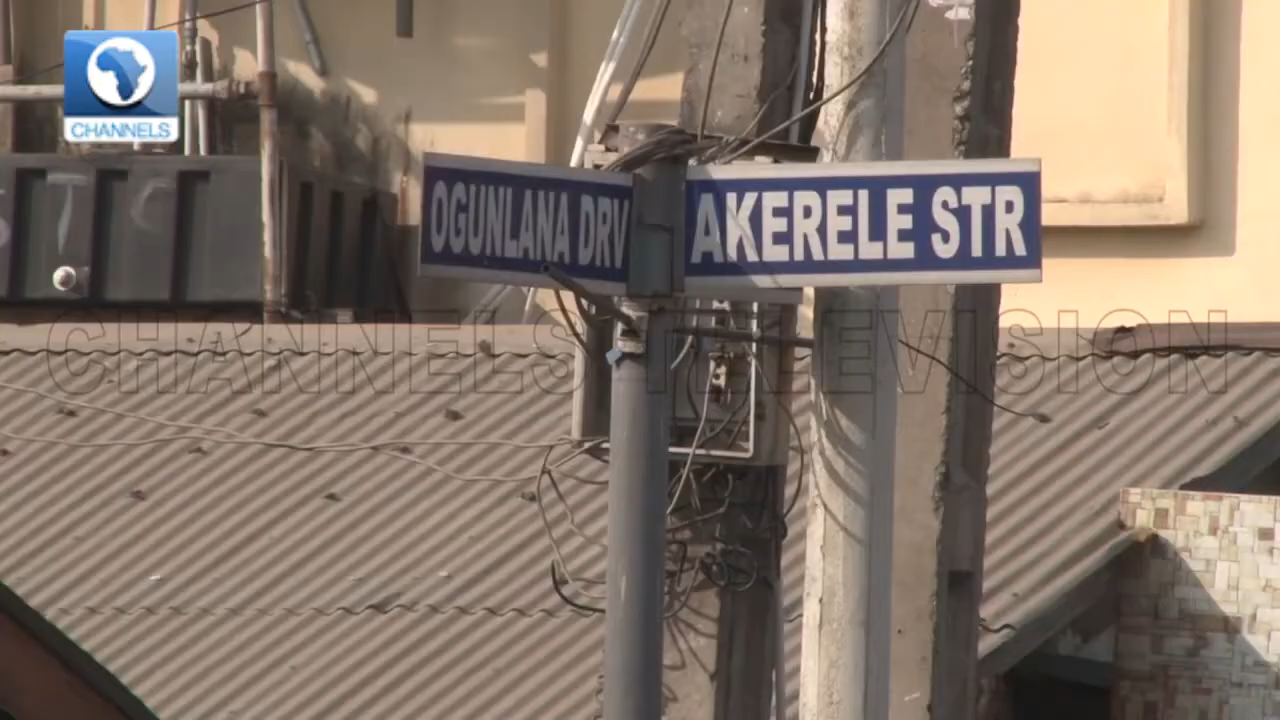 CHANNELS
OGUNLANA DRV
AKERELE STR
CHANNELS TELEVISION